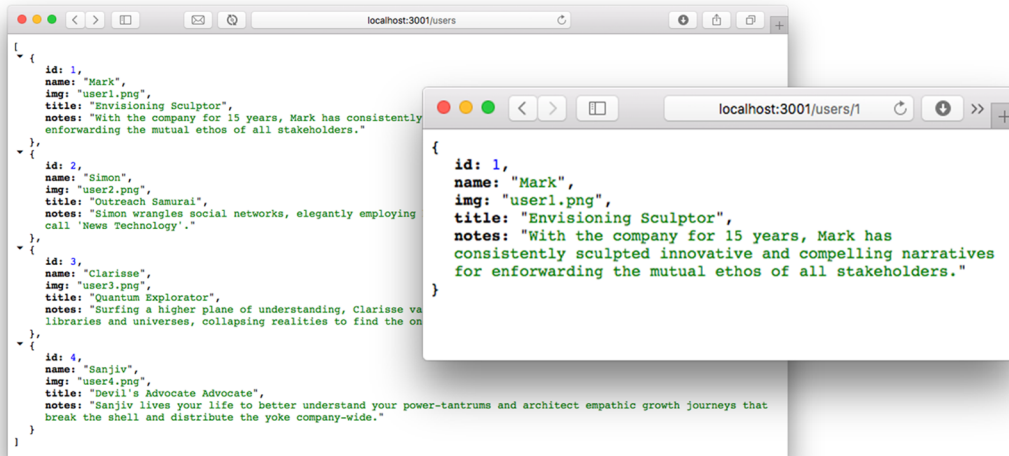 localhost:3001/users
[
{
id: 1,
name: "Mark",
img: "user1.png",
title: "Envisioning Sculptor",
notes: "With the company for 15 years, Mark has consistently
enforwarding the mutual ethos of all stakeholders."
},
{
id: 2,
name: "Simon",
img: "user2.png",
title: "Outreach Samurai",
notes: "Simon wrangles social networks, elegantly employing
call 'News Technology'."
},
{
id: 3,
name: "Clarisse",
img: "user3.png",
title: "Quantum Explorator",
notes: "Surfing a higher plane of understanding, Clarisse
libraries and universes, collapsing realities to find the
},
{
id: 4,
name: "Sanjiv",
img: "user4.png",
title: "Devil's Advocate Advocate",
notes: "Sanjiv lives your life to better understand your power-tantrums and architect empathic growth journeys that
break the shell and distribute the yoke company-wide."
}
]
localhost:3001/users/1
{
id: 1,
name: "Mark",
img: "user1.png",
title: "Envisioning Sculptor",
notes: "With the company for 15 years, Mark has
consistently sculpted innovative and compelling narratives
for enforwarding the mutual ethos of all stakeholders."
}